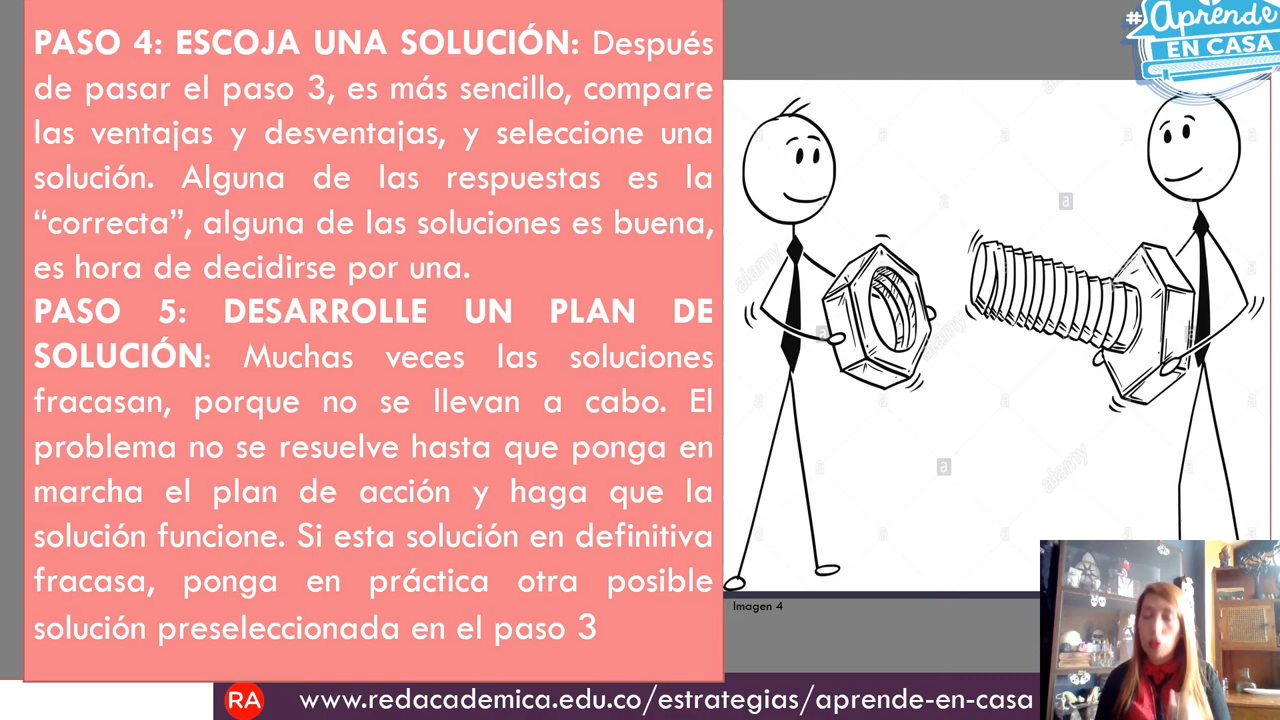 PASO 4: ESCOJA UNA SOLUCIÓN: Después
de pasar el paso 3, es más sencillo, compare
las ventajas y desventajas, y seleccione una
solución. Alguna de las respuestas es la
“correcta”, alguna de las soluciones es buena,
es hora de decidirse por una.
PASO 5: DESARROLLE UN PLAN DE
SOLUCIÓN: Muchas veces las soluciones
fracasan, porque no se llevan a cabo. El
problema no se resuelve hasta que ponga en
marcha el plan de acción y haga que la
solución funcione. Si esta solución en definitiva
fracasa, ponga en práctica otra posible
solución preseleccionada en el paso 3
#Aprende
EN CASA
a
alamy
alamy
a
alamy
a
Imagen 4
RA www.redacademica.edu.co/estrategias/aprende-en-casa